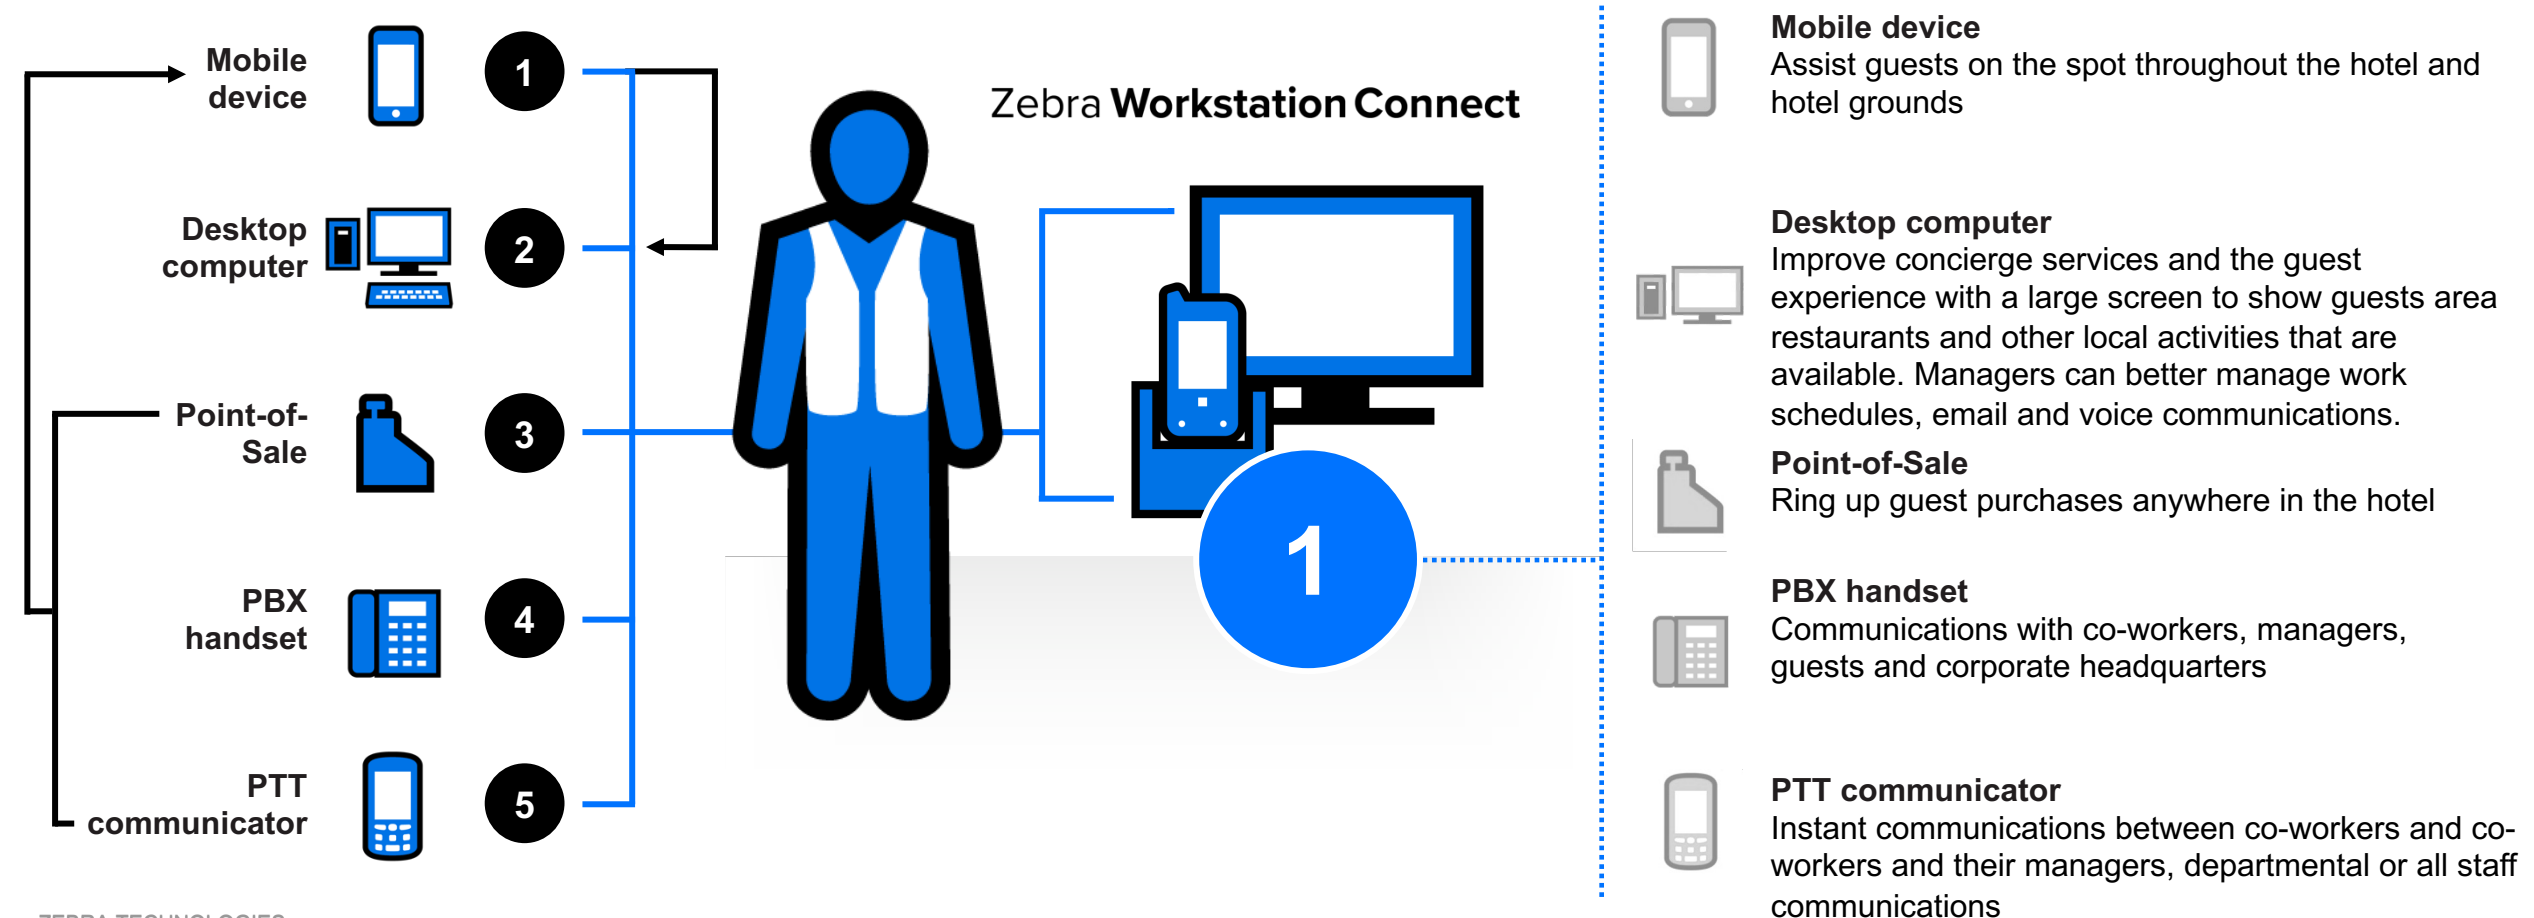 Mobile
device
1
Desktop
computer
2
Point-of-
Sale
3
PBX
handset
4
PTT
communicator
5
Zebra Workstation Connect
1
Mobile device
Assist guests on the spot throughout the hotel and
hotel grounds
Desktop computer
Improve concierge services and the guest
experience with a large screen to show guests area
restaurants and other local activities that are
available. Managers can better manage work
schedules, email and voice communications.
Point-of-Sale
Ring up guest purchases anywhere in the hotel
PBX handset
Communications with co-workers, managers,
guests and corporate headquarters
PTT communicator
Instant communications between co-workers and co-
workers and their managers, departmental or all staff
communications
ZEBRA TECHNOLOGIES